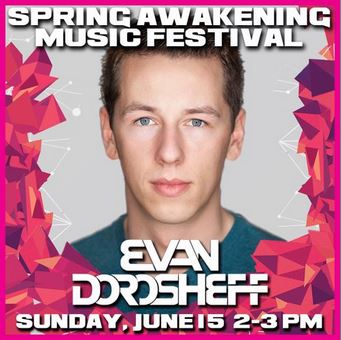 SPRING AWAKENING
MUSIC FESTIVAL
EVAN
DOROSHEFF
SUNDAY, JUNE 15 2-3 PM